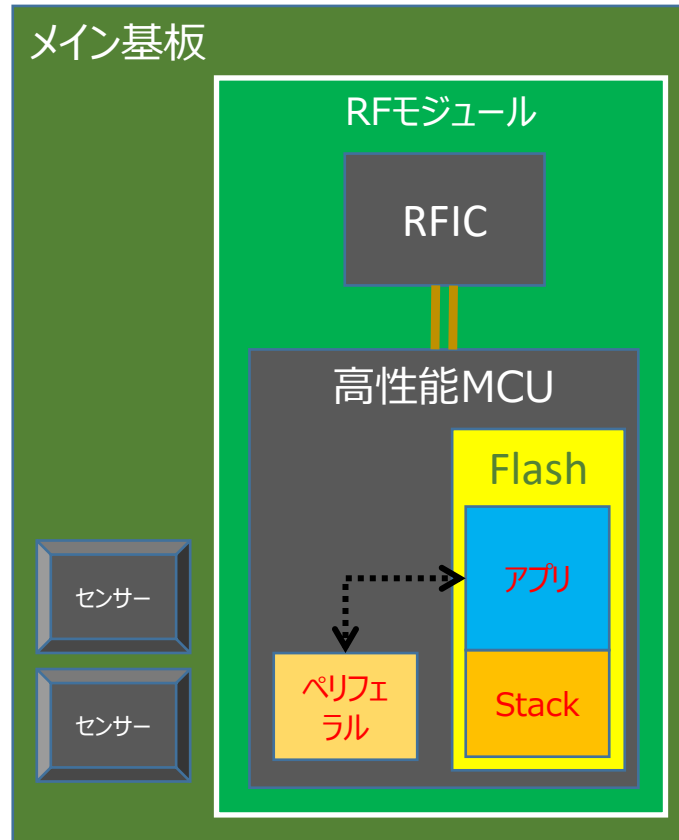 メイン基板
RFモジュール
RFIC
高性能MCU
Flash
アプリ
センサー
ペリフェ
ラル
Stack
センサー